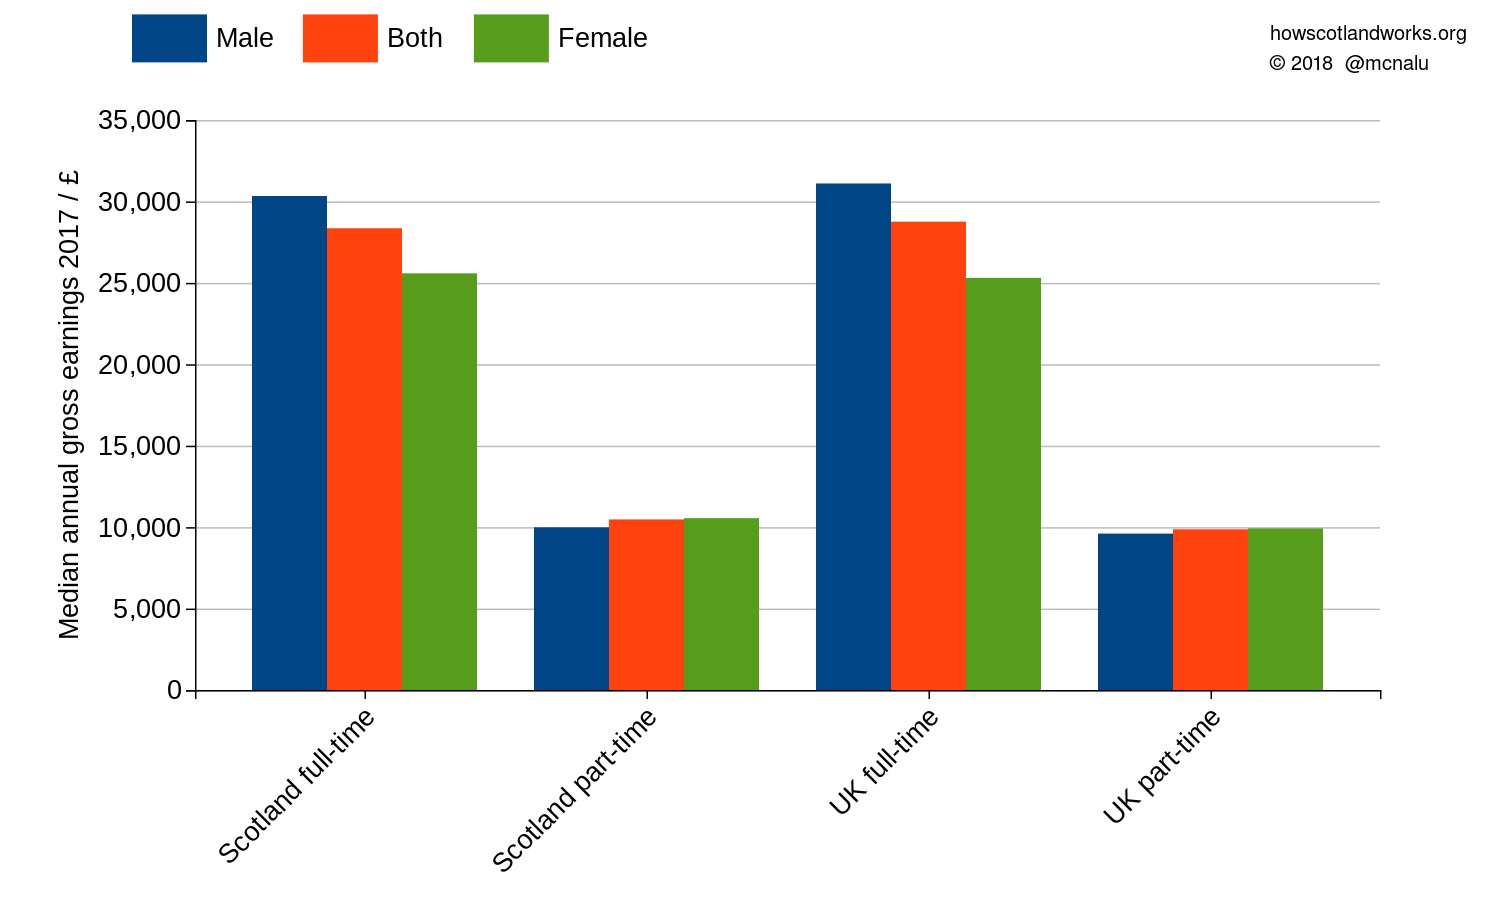 Male Both Female
howscotlandworks.org
© 2018 @mcnalu
Median annual gross earnings 2017 / £
35,000
30,000
25,000
20,000
15,000
10,000
5,000
0
Scotland full-time
Scotland part-time
UK full-time
UK part-time